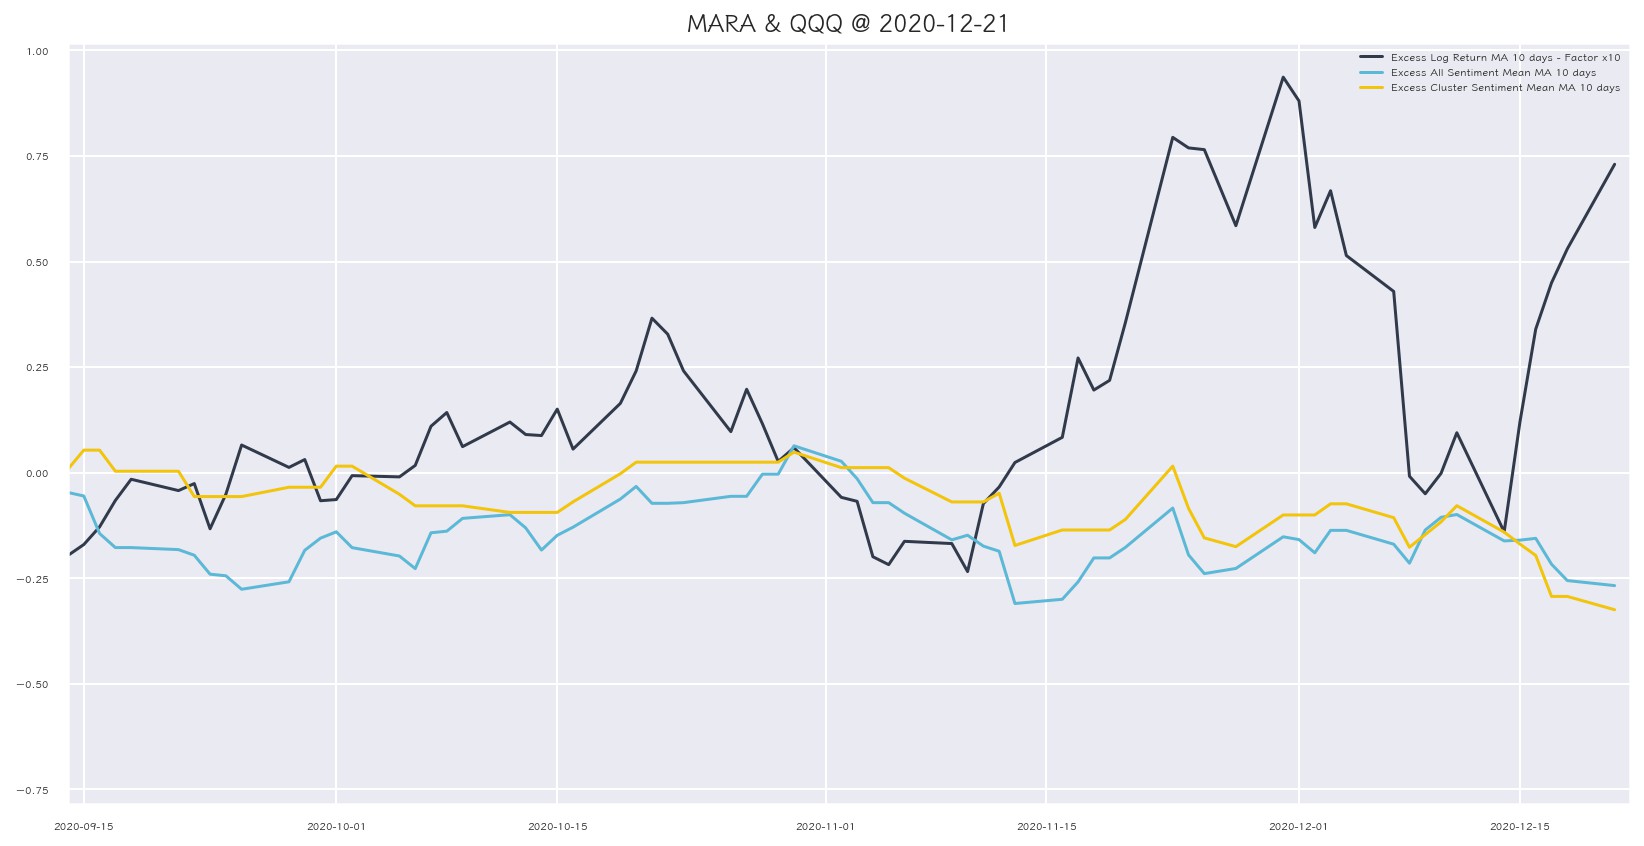 MARA & QQQ @ 2020-12-21
Excess Log Return MA 10 days - Factor x10
Excess All Sentiment Mean MA 10 days
Excess Cluster Sentiment Mean MA 10 days
1.00
0.75
0.50
0.25
0.00
−0.25
−0.50
−0.75
2020-09-15 2020-10-01 2020-10-15 2020-11-01 2020-11-15 2020-12-01 2020-12-15